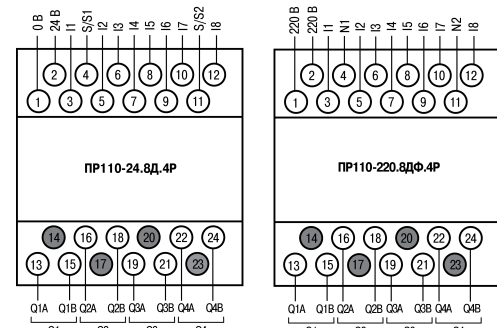 0 В 24 В I1 S/S1 I2 I3 I4 I5 I6 I7 S/S2 I8
2 4 6 8 10 12
1 3 5 7 9 11
ПР110-24.8Д.4Р
14 16 18 20 22 24
13 15 17 19 21 23
Q1A Q1B Q2A Q2B Q3A Q3B Q4A Q4B
220 В 220 В I1 N1 I2 I3 I4 I5 I6 I7 N2 I8
2 4 6 8 10 12
1 3 5 7 9 11
ПР110-220.8ДФ.4Р
14 16 18 20 22 24
13 15 17 19 21 23
Q1A Q1B Q2A Q2B Q3A Q3B Q4A Q4B